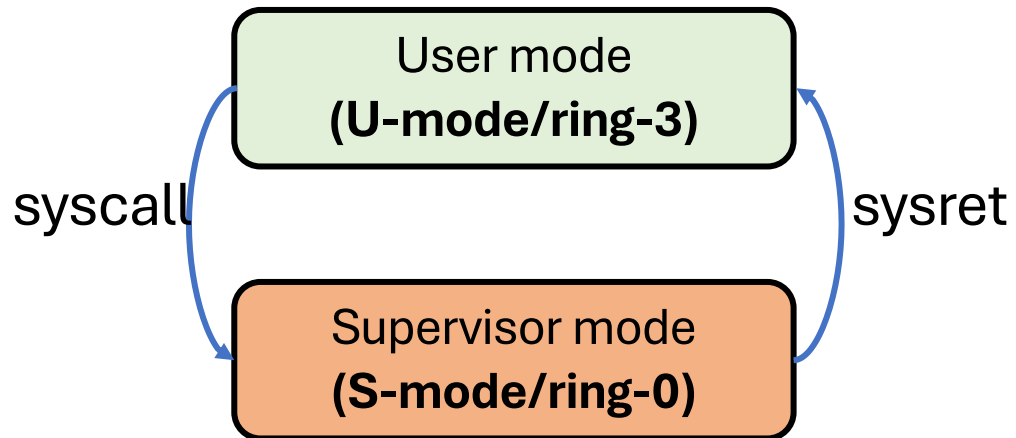 User mode
(U-mode/ring-3)
syscall
sysret
Supervisor mode
(S-mode/ring-0)